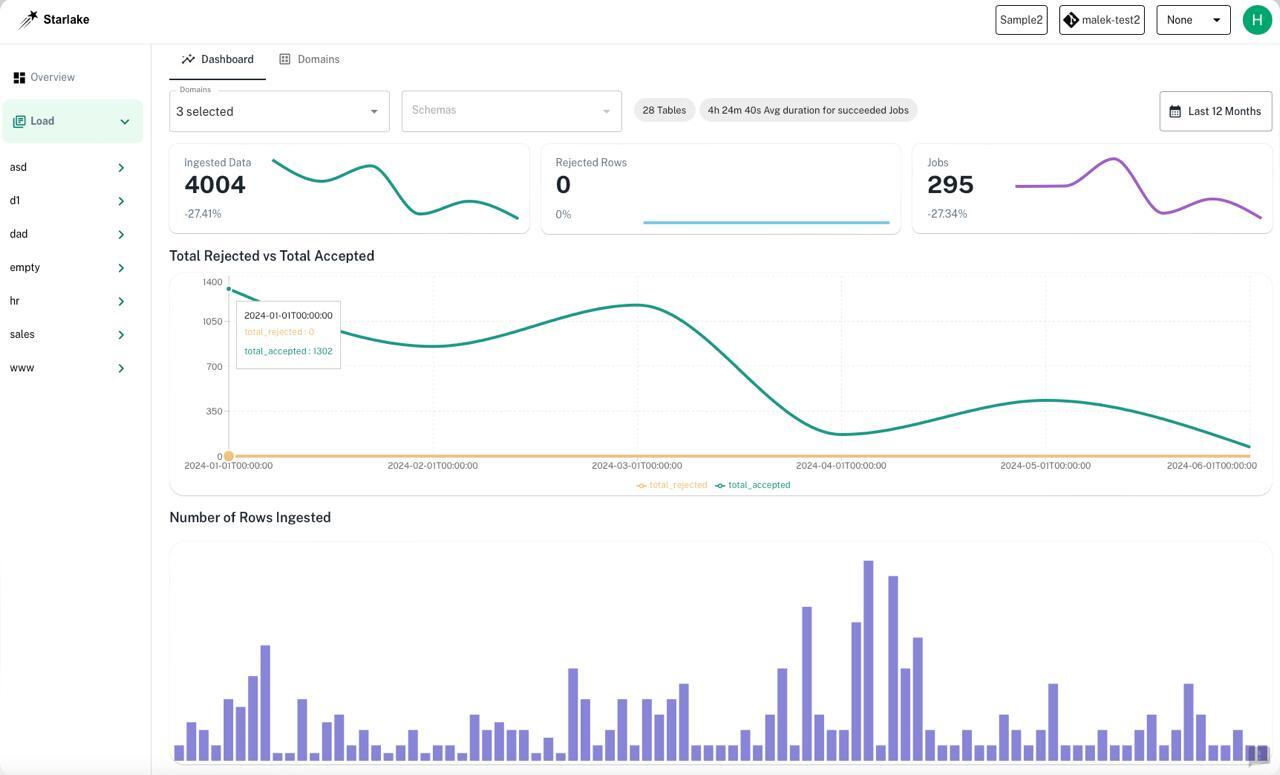 Starlake
Sample2
malek-test2
None
H
Overview
Load
asd
d1
dad
empty
hr
sales
www
Dashboard
Domains
Domains
3 selected
Schemas
28 Tables
4h 24m 40s Avg duration for succeeded Jobs
Last 12 Months
Ingested Data
4004
-27.41%
Rejected Rows
0
0%
Jobs
295
-27.34%
Total Rejected vs Total Accepted
1400
1050
700
350
0
2024-01-01T00:00:00
total_rejected : 0
total_accepted : 1302
2024-01-01T00:00:00
2024-02-01T00:00:00
2024-03-01T00:00:00
2024-04-01T00:00:00
2024-05-01T00:00:00
2024-06-01T00:00:00
total_rejected
total_accepted
Number of Rows Ingested